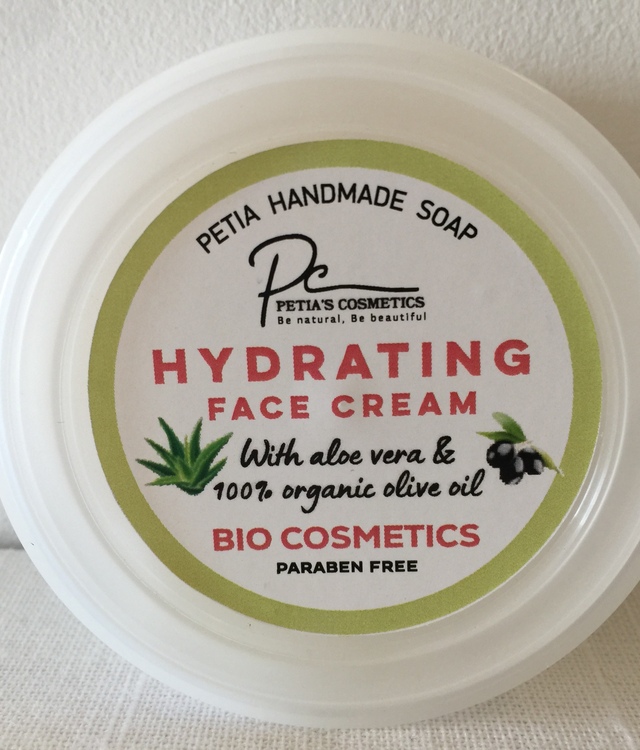 PETIA HANDMADE SOAP
Pc
PETIA'S COSMETICS
Be natural, Be beautiful
HYDRATING
FACE CREAM
With aloe vera &
100% organic olive oil
BIO COSMETICS
PARABEN FREE